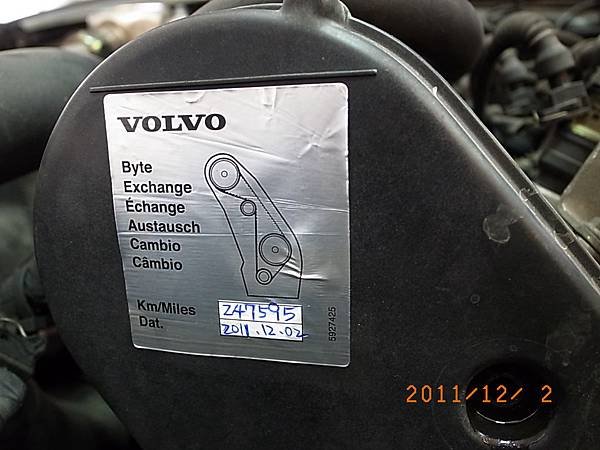 VOLVO
Byte
Exchange
Échange
Austausch
Cambio
Câmbio
Km/Miles 247595
Dat. 2011.12.02
5927425
2011/12/ 2